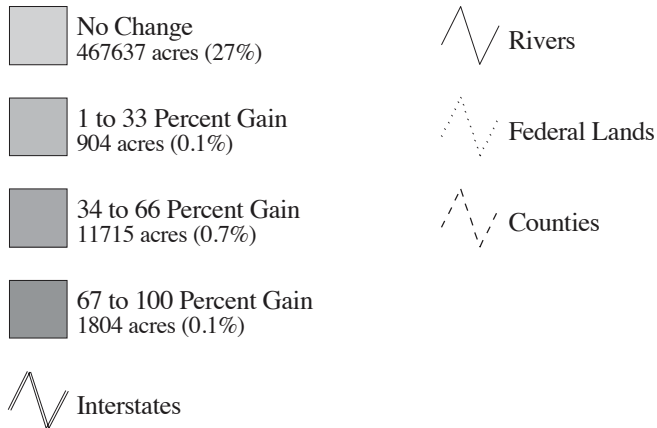 No Change
467637 acres (27%)
1 to 33 Percent Gain
904 acres (0.1%)
34 to 66 Percent Gain
11715 acres (0.7%)
67 to 100 Percent Gain
1804 acres (0.1%)
Interstates
Rivers
Federal Lands
Counties